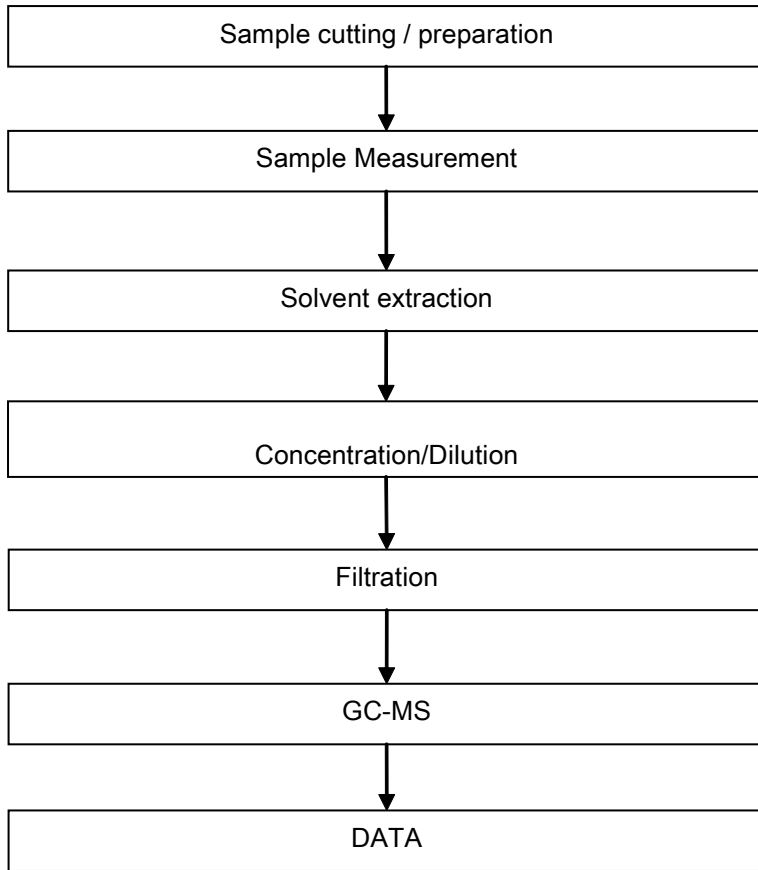 Sample cutting / preparation
Sample Measurement
Solvent extraction
Concentration/Dilution
Filtration
GC-MS
DATA